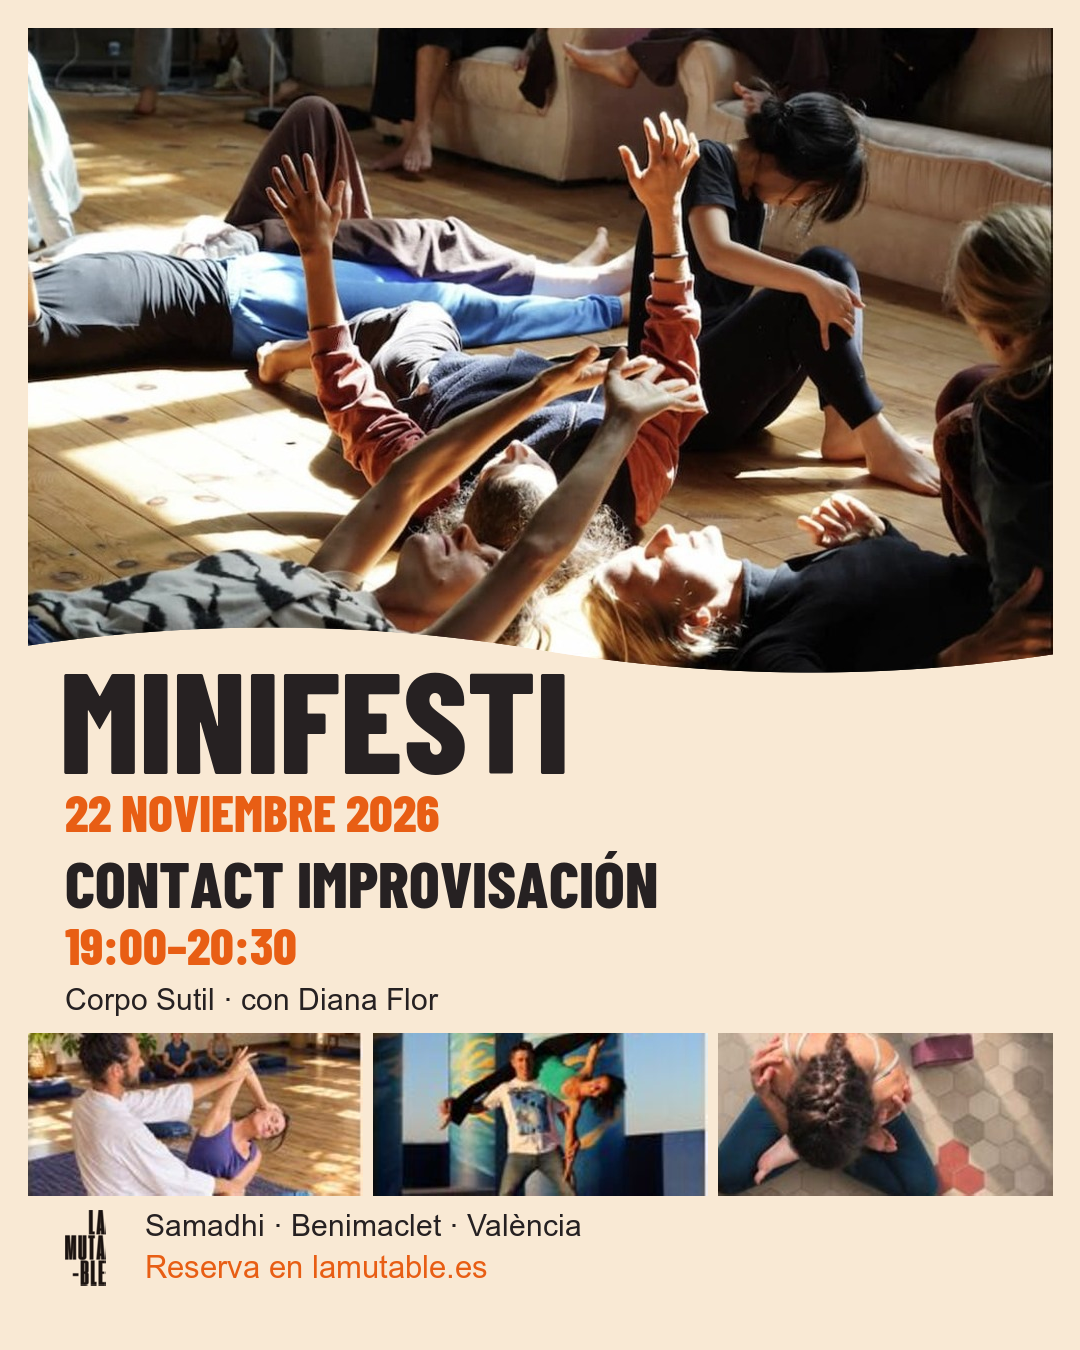 MINIFESTI
22 NOVIEMBRE 2026
CONTACT IMPROVISACIÓN
19:00–20:30
Corpo Sutil · con Diana Flor
LA
MUTA
-BLE
Samadhi · Benimaclet · València
Reserva en lamutable.es